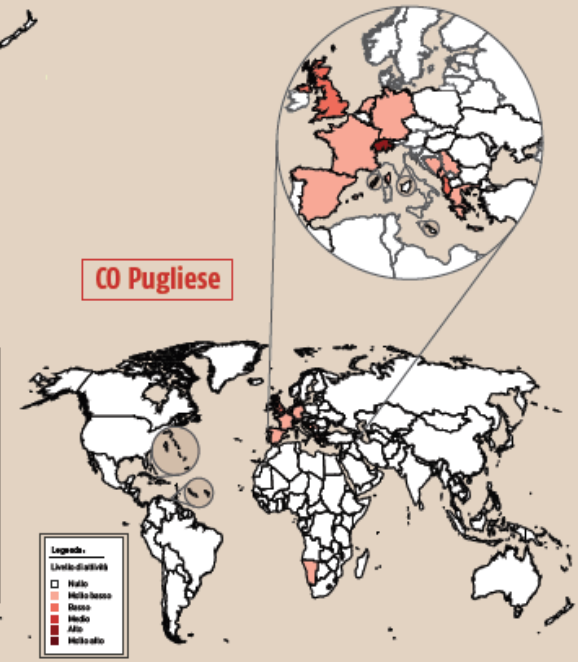 CO Pugliese
Legenda:
Livello di attività
Nullo
Molto basso
Basso
Medio
Alto
Molto alto